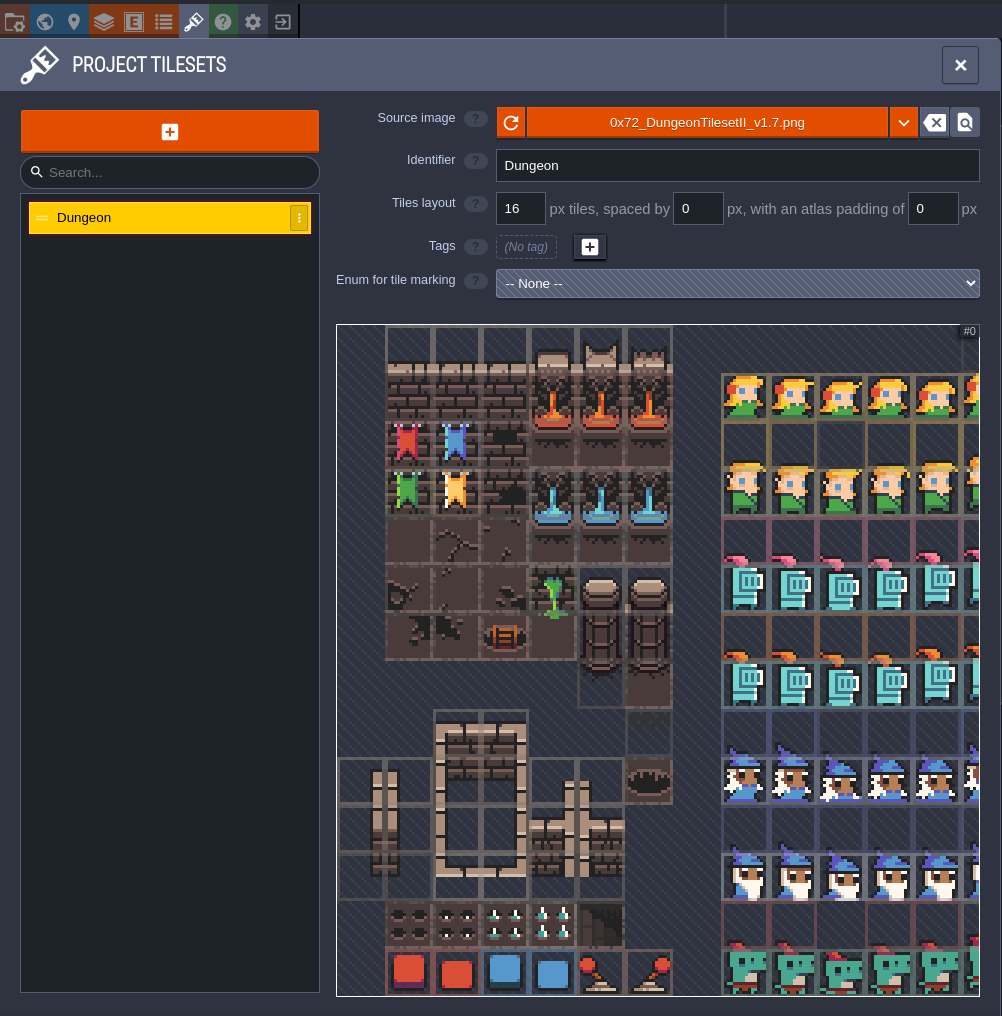 E
?
PROJECT TILESETS
Source image ? 0x72_DungeonTilesetII_v1.7.png
Identifier ? Dungeon
Search...
Tiles layout ? 16 px tiles, spaced by 0 px, with an atlas padding of 0 px
Dungeon
Tags ? (No tag)
Enum for tile marking ? -- None --
#0